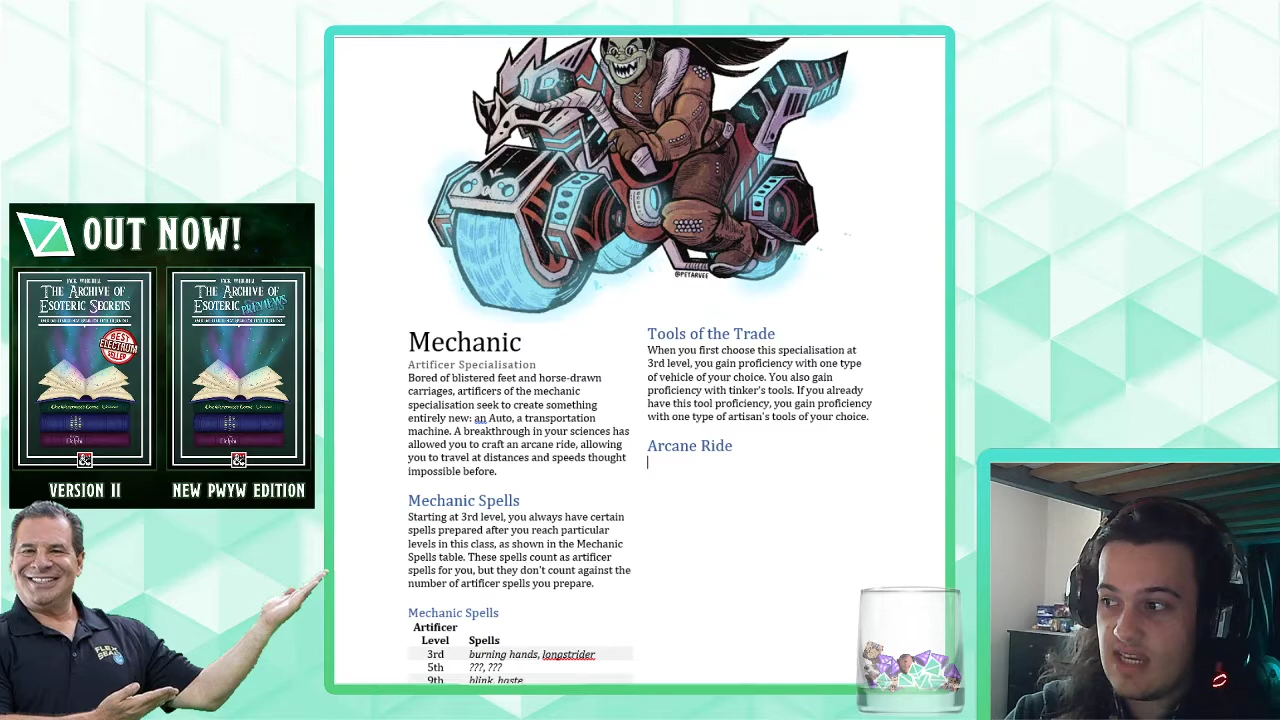 OUT NOW!
THE ARCHIVE OF
ESOTERIC SECRETS
BEST
ELECTRUM
SELLER
THE ARCHIVE OF
ESOTERIC PREVIEWS
VERSION II
NEW PWYW EDITION
@PETARVEE
Mechanic
Artificer Specialisation
Bored of blistered feet and horse-drawn
carriages, artificers of the mechanic
specialisation seek to create something
entirely new: an Auto, a transportation
machine. A breakthrough in your sciences has
allowed you to craft an arcane ride, allowing
you to travel at distances and speeds thought
impossible before.
Mechanic Spells
Starting at 3rd level, you always have certain
spells prepared after you reach particular
levels in this class, as shown in the Mechanic
Spells table. These spells count as artificer
spells for you, but they don't count against the
number of artificer spells you prepare.
Mechanic Spells
Artificer
Level Spells
3rd burning hands, longstrider
5th ???, ???
9th blink, haste
Tools of the Trade
When you first choose this specialisation at
3rd level, you gain proficiency with one type
of vehicle of your choice. You also gain
proficiency with tinker's tools. If you already
have this tool proficiency, you gain proficiency
with one type of artisan's tools of your choice.
Arcane Ride